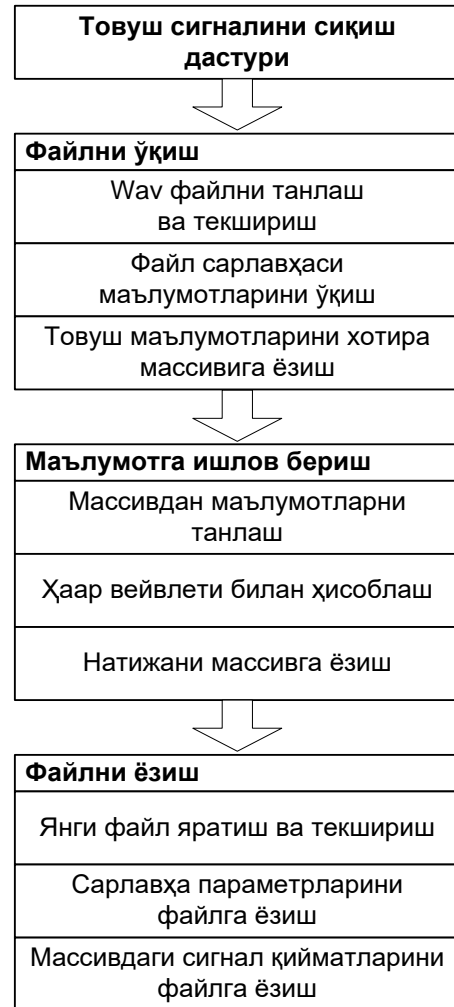 Товуш сигналини сиқиш
дастури
Файлни ўқиш
Wav файлни танлаш
ва текшириш
Файл сарлавҳаси
маълумотларини ўқиш
Товуш маълумотларини хотира
массивига ёзиш
Маълумотга ишлов бериш
Массивдан маълумотларни
танлаш
Ҳаар вейвлети билан ҳисоблаш
Натижани массивга ёзиш
Файлни ёзиш
Янги файл яратиш ва текшириш
Сарлавҳа параметрларини
файлга ёзиш
Массивдаги сигнал қийматларини
файлга ёзиш